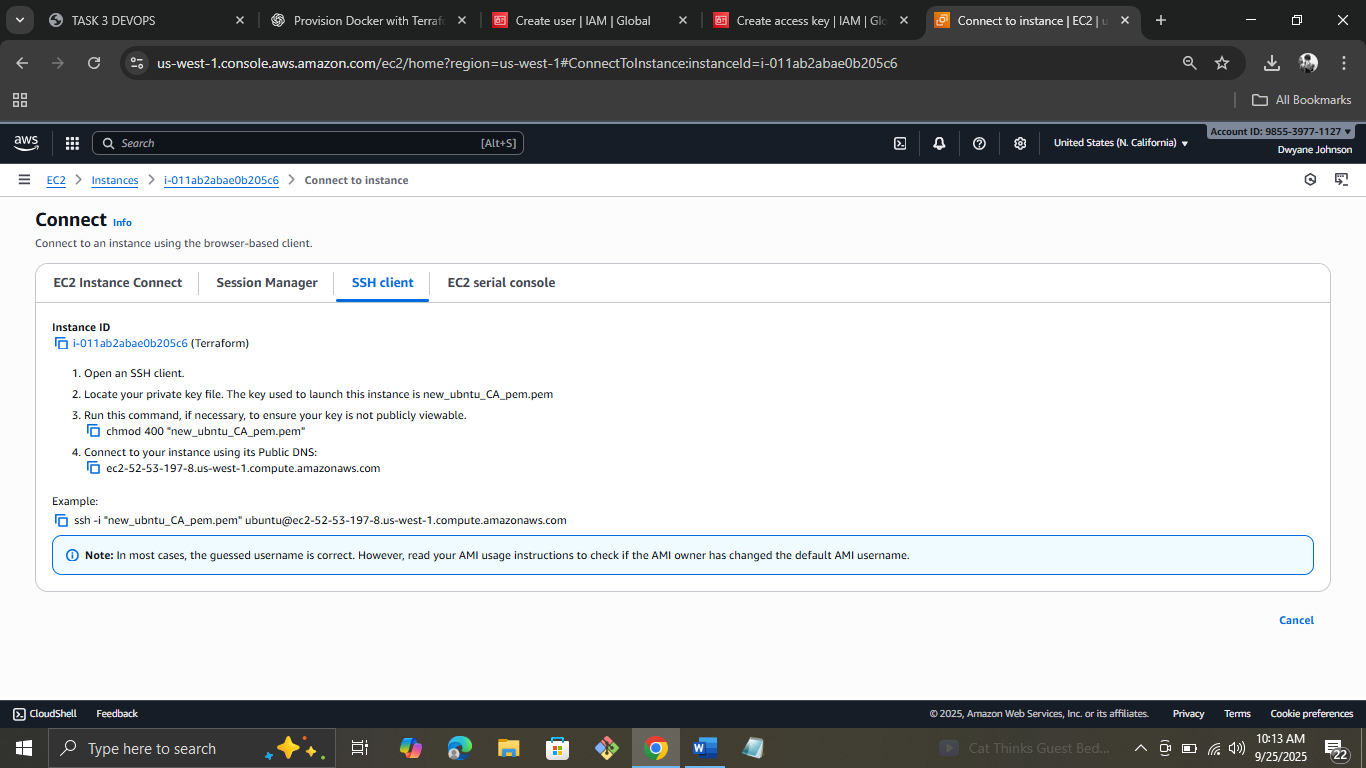 TASK 3 DEVOPS
Provision Docker with Terraf
Create user | IAM | Global
Create access key | IAM | Glo
Connect to instance | EC2 | u
us-west-1.console.aws.amazon.com/ec2/home?region=us-west-1#ConnectToInstance:instanceId=i-011ab2abae0b205c6
All Bookmarks
aws
Search
[Alt+S]
United States (N. California)
Account ID: 9855-3977-1127
Dwyane Johnson
EC2
Instances
i-011ab2abae0b205c6
Connect to instance
Connect Info
Connect to an instance using the browser-based client.
EC2 Instance Connect
Session Manager
SSH client
EC2 serial console
Instance ID
i-011ab2abae0b205c6 (Terraform)
1. Open an SSH client.
2. Locate your private key file. The key used to launch this instance is new_ubntu_CA_pem.pem
3. Run this command, if necessary, to ensure your key is not publicly viewable.
chmod 400 "new_ubntu_CA_pem.pem"
4. Connect to your instance using its Public DNS:
ec2-52-53-197-8.us-west-1.compute.amazonaws.com
Example:
ssh -i "new_ubntu_CA_pem.pem" ubuntu@ec2-52-53-197-8.us-west-1.compute.amazonaws.com
Note: In most cases, the guessed username is correct. However, read your AMI usage instructions to check if the AMI owner has changed the default AMI username.
Cancel
CloudShell
Feedback
© 2025, Amazon Web Services, Inc. or its affiliates.
Privacy
Terms
Cookie preferences
Type here to search
Cat Thinks Guest Bed...
10:13 AM
9/25/2025
22